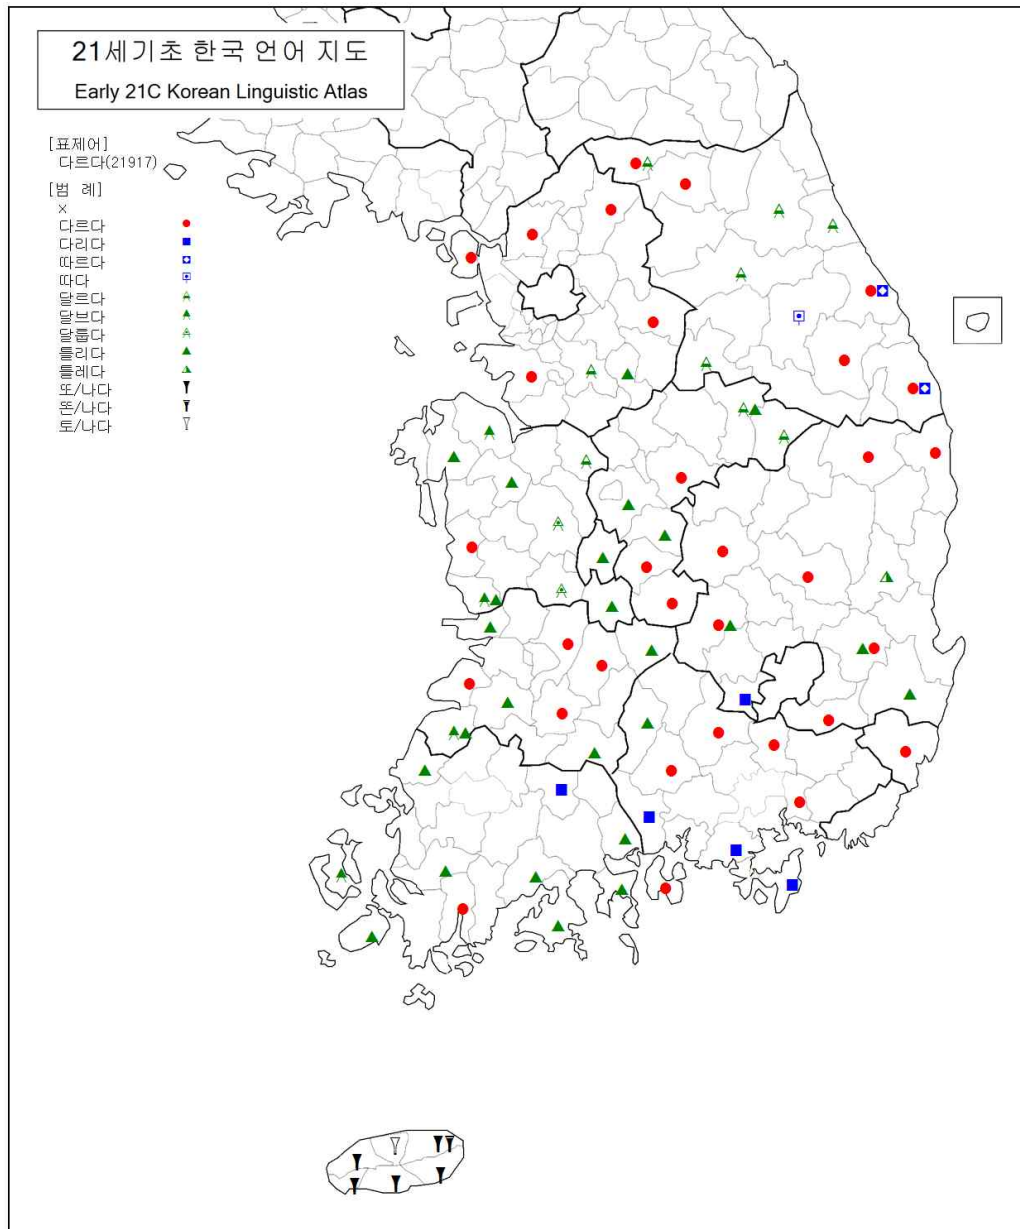 21세기초 한국 언어 지도
Early 21C Korean Linguistic Atlas
[표제어]
다르다(21917)
[범 례]
×
다르다
다리다
따르다
따다
달르다
달브다
달롭다
틀리다
틀레다
또/나다
똔/나다
토/나다